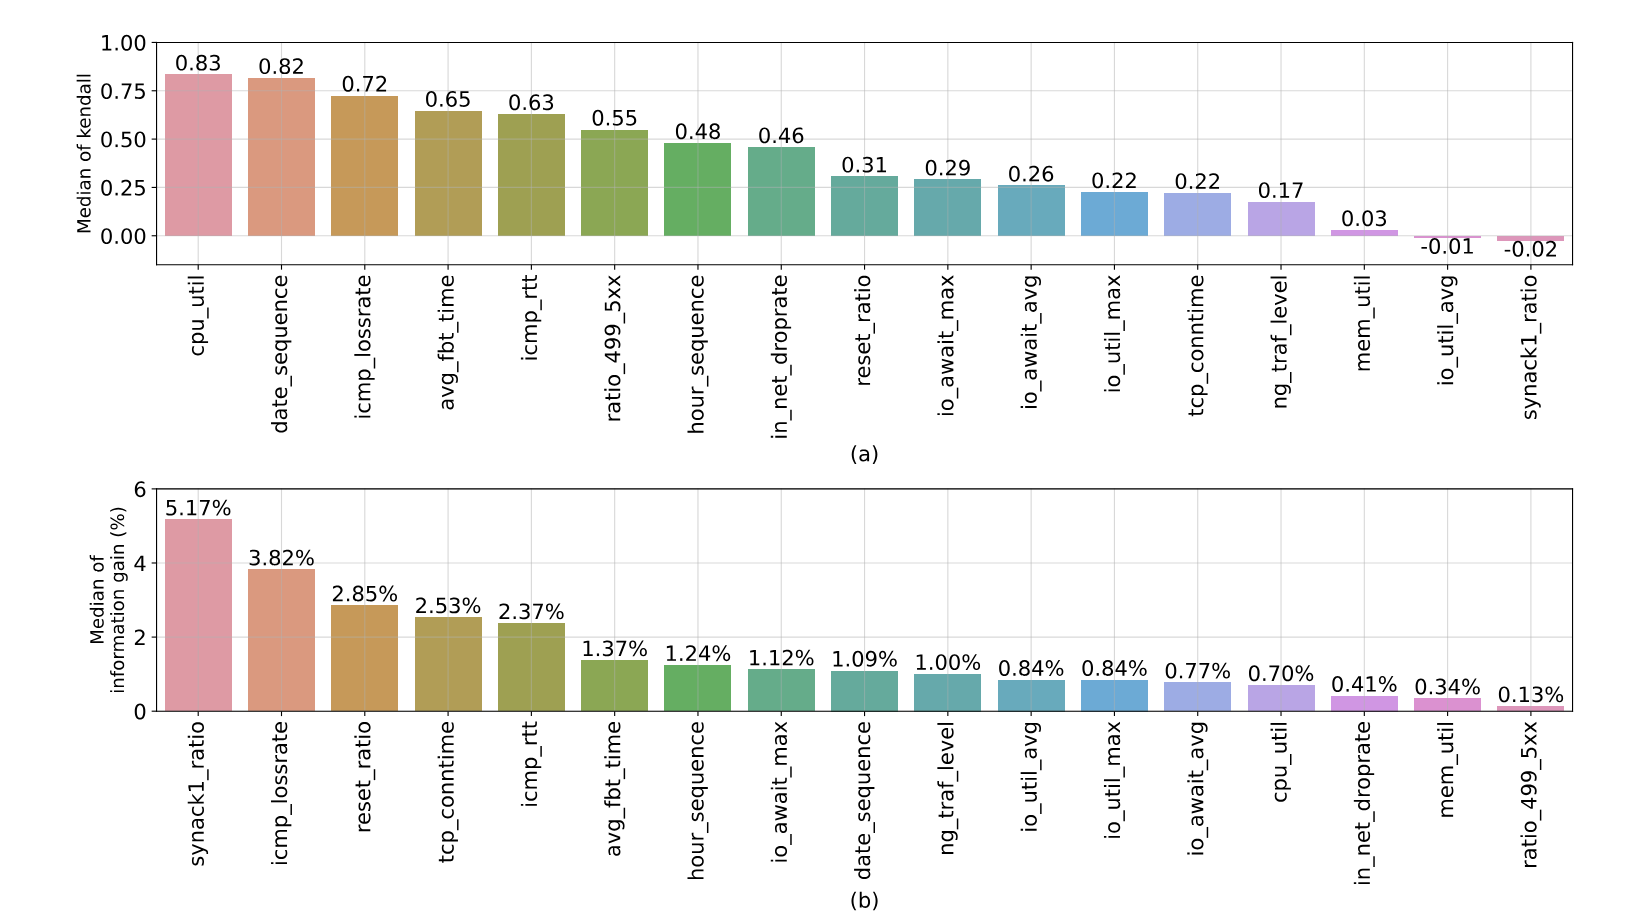 1.00
0.75
0.50
0.25
0.00
Median of kendall
0.83
0.82
0.72
0.65
0.63
0.55
0.48
0.46
0.31
0.29
0.26
0.22
0.22
0.17
0.03
-0.01
-0.02
cpu_util
date_sequence
icmp_lossrate
avg_fbt_time
icmp_rtt
ratio_499_5xx
hour_sequence
in_net_droprate
reset_ratio
io_await_max
io_await_avg
io_util_max
tcp_conntime
ng_traf_level
mem_util
io_util_avg
synack1_ratio
(a)
6
4
2
0
Median of
information gain (%)
5.17%
3.82%
2.85%
2.53%
2.37%
1.37%
1.24%
1.12%
1.09%
1.00%
0.84%
0.84%
0.77%
0.70%
0.41%
0.34%
0.13%
synack1_ratio
icmp_lossrate
reset_ratio
tcp_conntime
icmp_rtt
avg_fbt_time
hour_sequence
io_await_max
date_sequence
ng_traf_level
io_util_avg
io_util_max
io_await_avg
cpu_util
in_net_droprate
mem_util
ratio_499_5xx
(b)